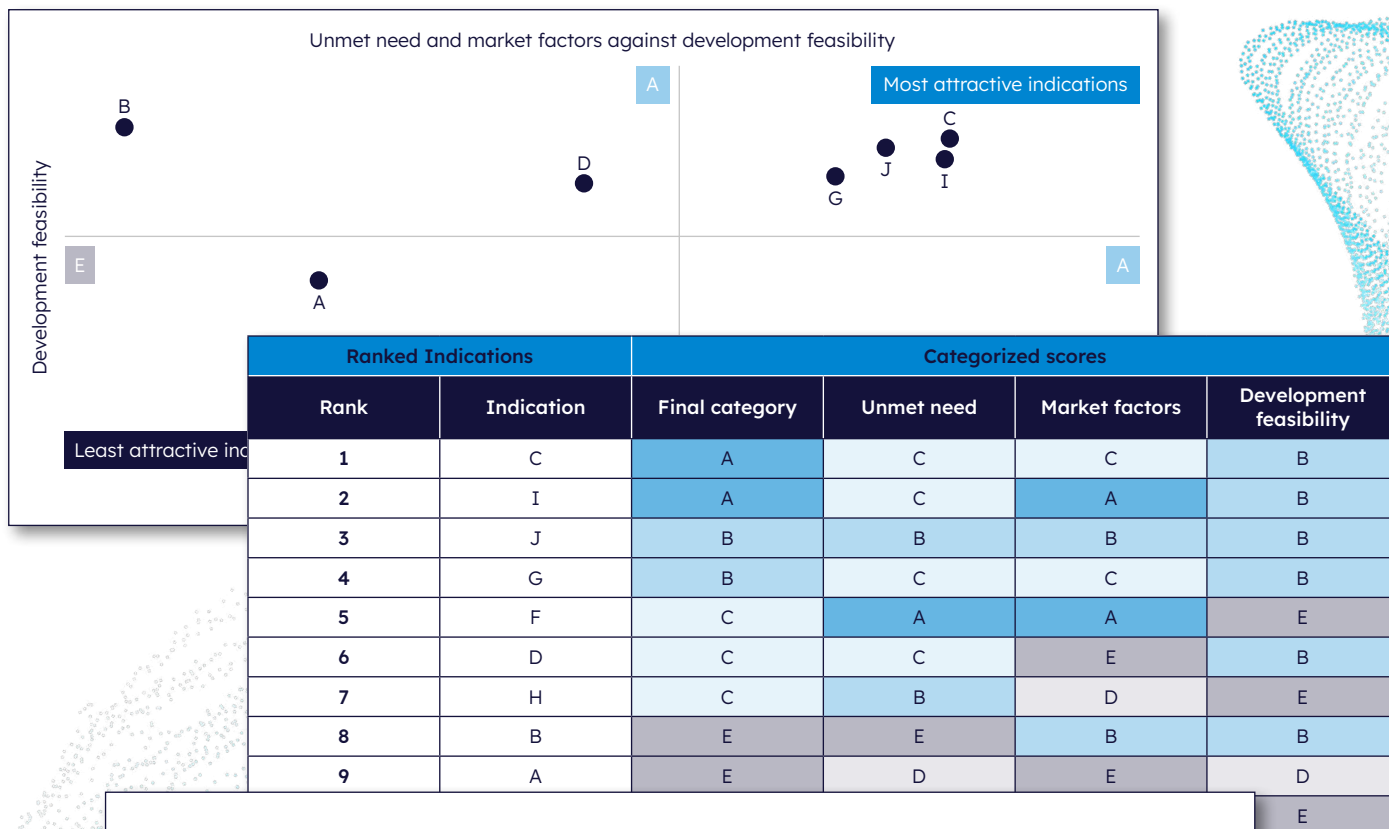 Unmet need and market factors against development feasibility
A
Most attractive indications
B
C
D
J
I
G
Development feasibility
E
A
A
Ranked Indications Categorized scores
Rank Indication Final category Unmet need Market factors Development feasibility
Least attractive
1 C A C C B
2 I A C A B
3 J B B B B
4 G B C C B
5 F C A A E
6 D C C E B
7 H C B D E
8 B E E B B
9 A E D E D
E